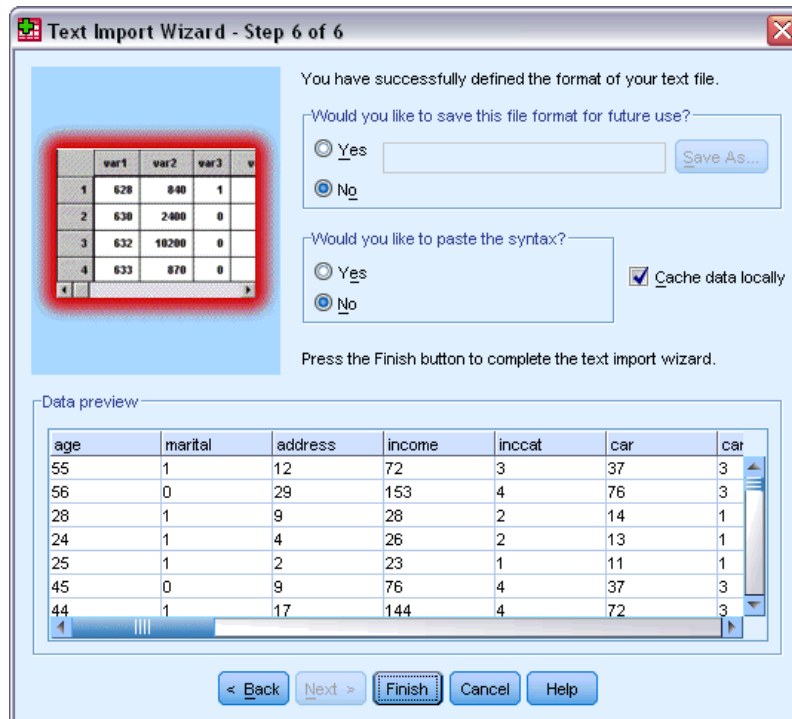 Text Import Wizard - Step 6 of 6
You have successfully defined the format of your text file.
Would you like to save this file format for future use?
Yes
Save As...
No
var1 var2 var3 v
1 628 840 1
2 630 2400 0
3 632 10200 0
4 633 870 0
Would you like to paste the syntax?
Yes
No
Cache data locally
Press the Finish button to complete the text import wizard.
Data preview
age marital address income inccat car car
55 1 12 72 3 37 3
56 0 29 153 4 76 3
28 1 9 28 2 14 1
24 1 4 26 2 13 1
25 1 2 23 1 11 1
45 0 9 76 4 37 3
44 1 17 144 4 72 3
< Back Next > Finish Cancel Help